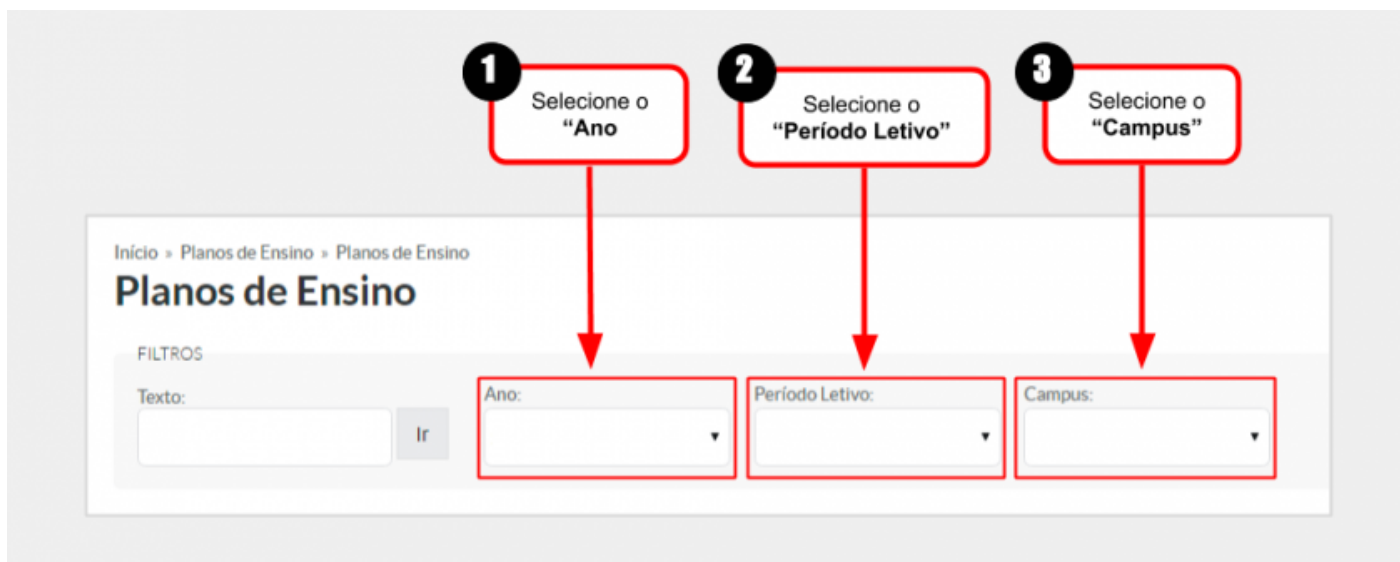 1
Selecione o
“Ano
2
Selecione o
“Período Letivo”
3
Selecione o
“Campus”
Início » Planos de Ensino » Planos de Ensino
Planos de Ensino
FILTROS
Texto:
Ir
Ano:
Período Letivo:
Campus: